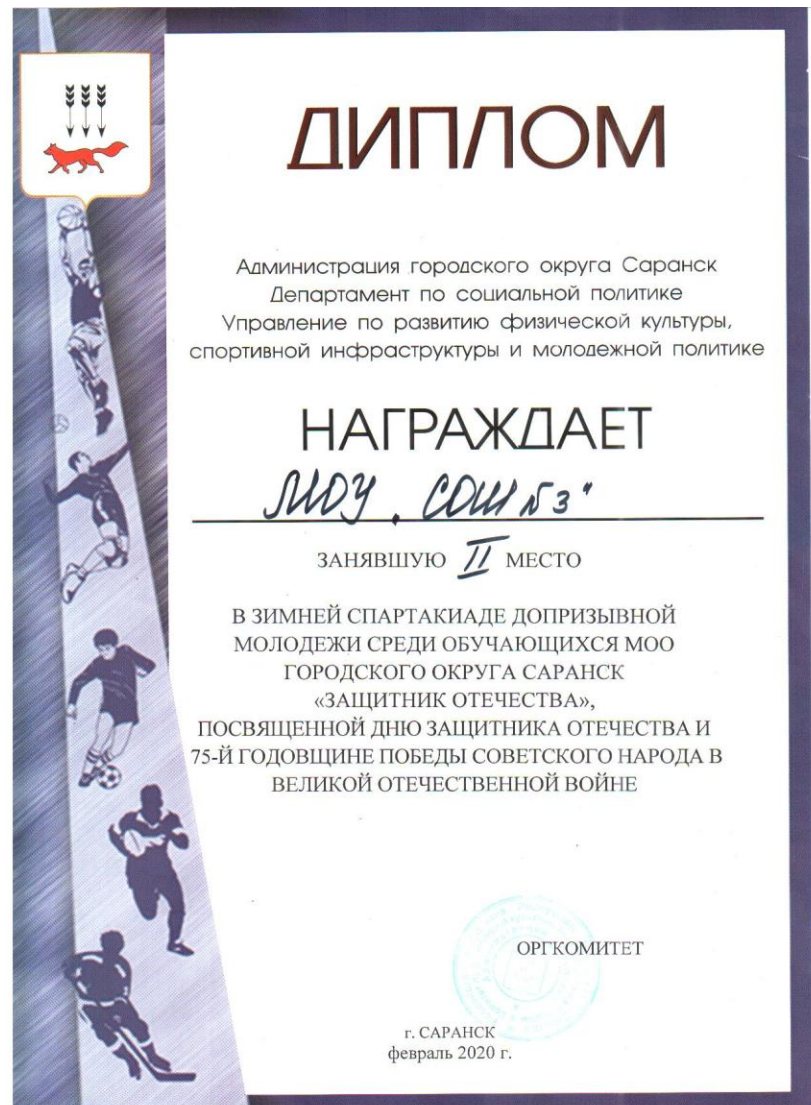 ДИПЛОМ
Администрация городского округа Саранск
Департамент по социальной политике
Управление по развитию физической культуры,
спортивной инфраструктуры и молодежной политике
НАГРАЖДАЕТ
МОУ „СОШ №3"
ЗАНЯВШУЮ II МЕСТО
В ЗИМНЕЙ СПАРТАКИАДЕ ДОПРИЗЫВНОЙ
МОЛОДЕЖИ СРЕДИ ОБУЧАЮЩИХСЯ МОО
ГОРОДСКОГО ОКРУГА САРАНСК
«ЗАЩИТНИК ОТЕЧЕСТВА»,
ПОСВЯЩЕННОЙ ДНЮ ЗАЩИТНИКА ОТЕЧЕСТВА И
75-Й ГОДОВЩИНЕ ПОБЕДЫ СОВЕТСКОГО НАРОДА В
ВЕЛИКОЙ ОТЕЧЕСТВЕННОЙ ВОЙНЕ
ОРГКОМИТЕТ
г. САРАНСК
февраль 2020 г.